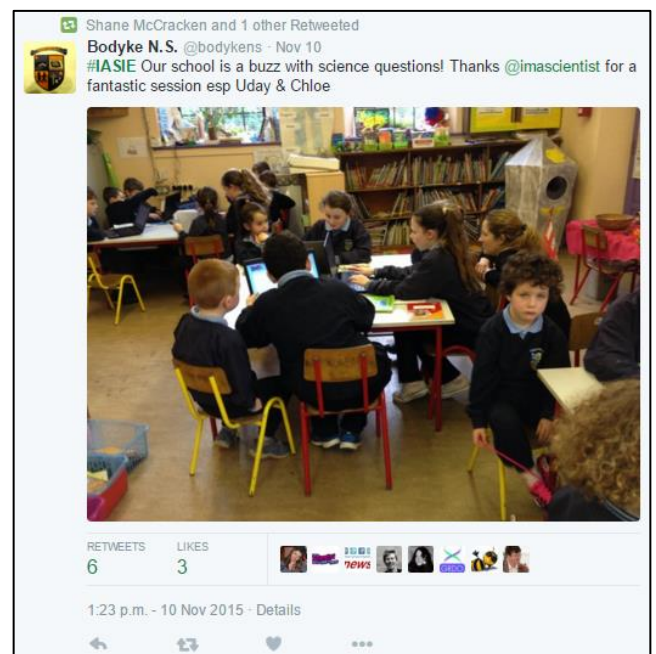 Shane McCracken and 1 other Retweeted
Bodyke N.S. @bodykens · Nov 10
#IASIE Our school is a buzz with science questions! Thanks @imascientist for a
fantastic session esp Uday & Chloe
RETWEETS LIKES
6 3
news
1:23 p.m. - 10 Nov 2015 · Details